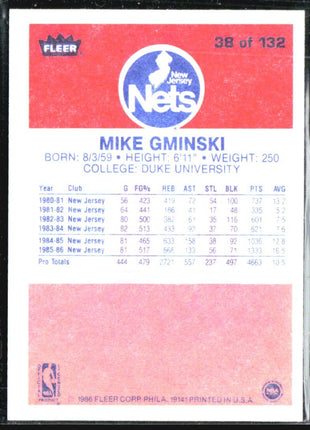 FLEER
38 of 132
New
Jersey
Nets
MIKE GMINSKI
BORN: 8/3/59 • HEIGHT: 6'11" • WEIGHT: 250
COLLEGE: DUKE UNIVERSITY
Year Club G FG% REB AST STL BLK PTS AVG
1980-81 New Jersey 56 423 419 72 54 100 737 13.2
1981-82 New Jersey 64 441 186 41 17 48 335 5.2
1982-83 New Jersey 80 500 382 61 35 116 607 7.6
1983-84 New Jersey 82 513 433 92 37 120 7.5
1984-85 New Jersey 81 465 633 158 38 92 1036 12.8
1985-86 New Jersey 81 517 668 133 56 71 1333 16.5
Pro Totals 444 479 2721 557 237 497 4663 10.5
NBA
© 1986 FLEER CORP. PHILA. 19141 PRINTED IN U.S.A.